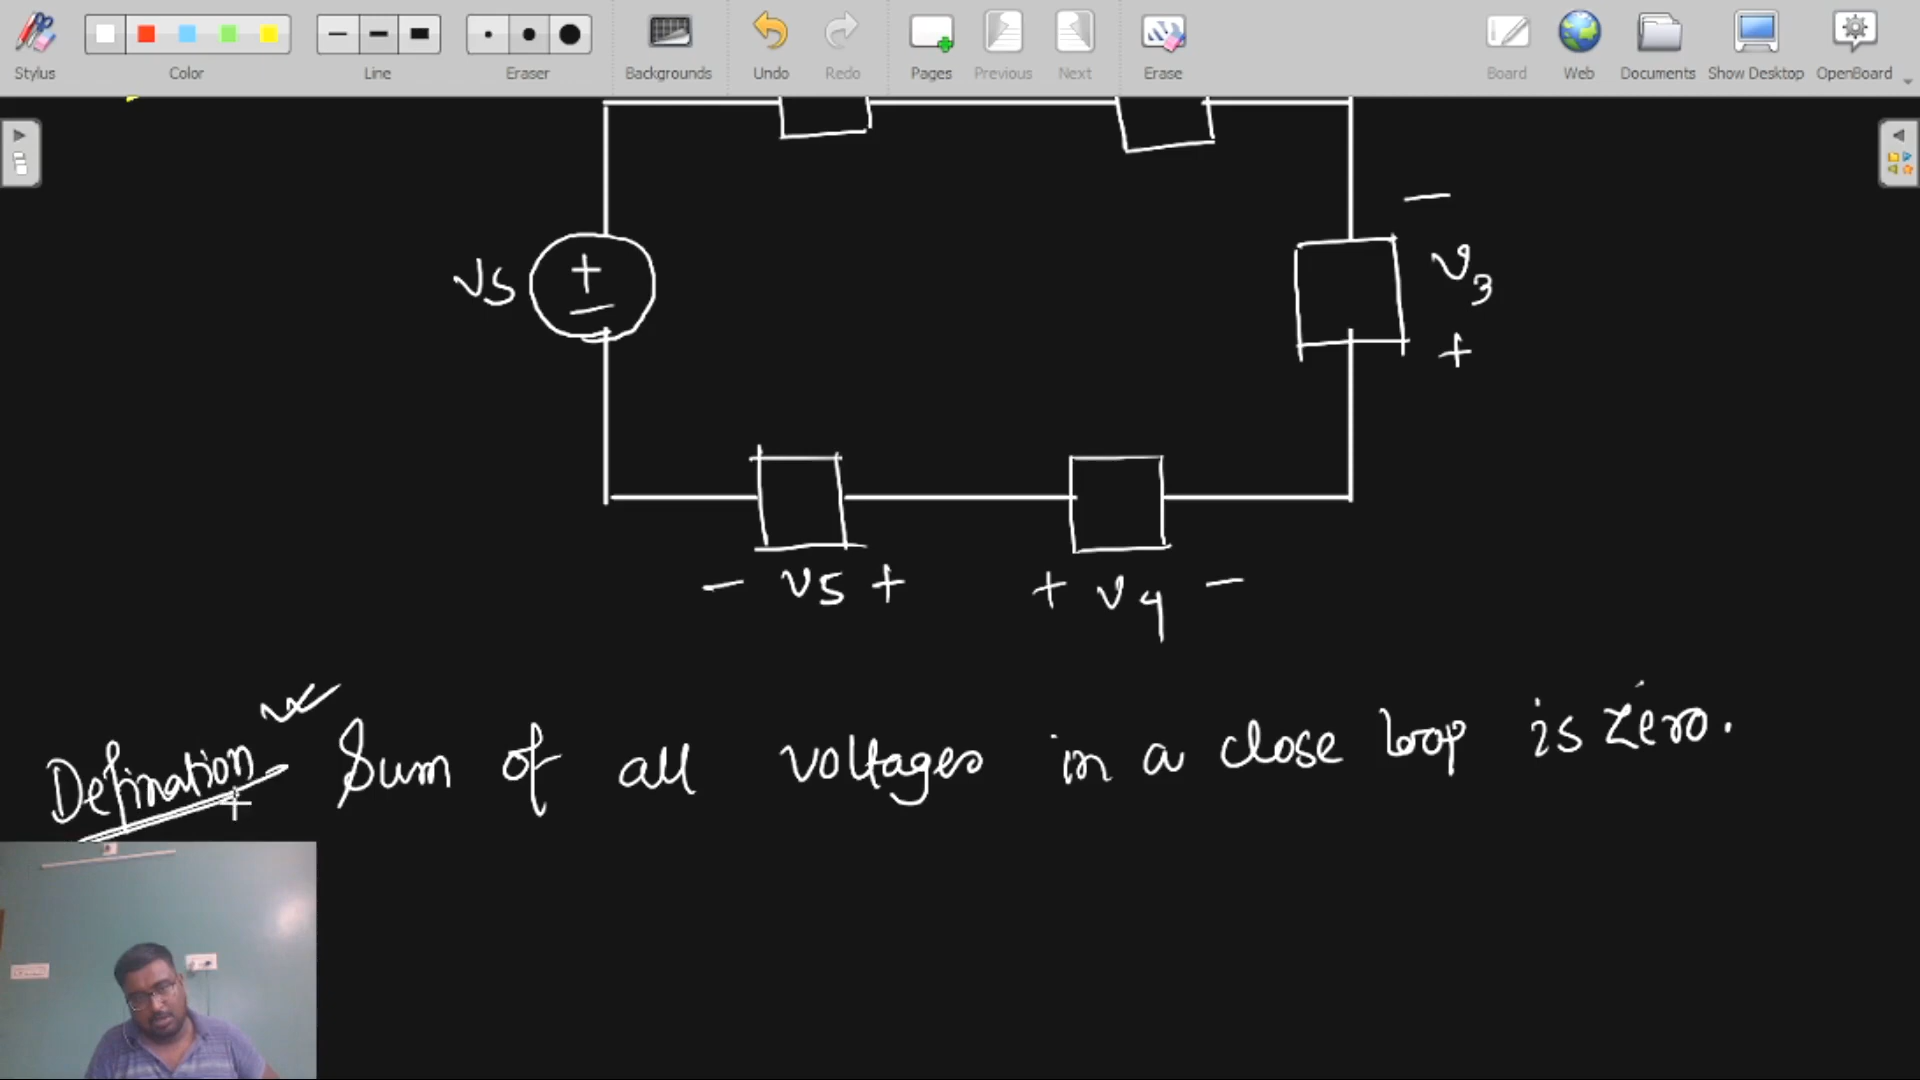 Stylus
Color
Line
Eraser
Backgrounds
Undo
Redo
Pages
Previous
Next
Erase
Board
Web
Documents
Show Desktop
OpenBoard
−
VS + −
v3
+
− v5 + + v4 −
Defination Sum of all voltages in a close loop is zero.